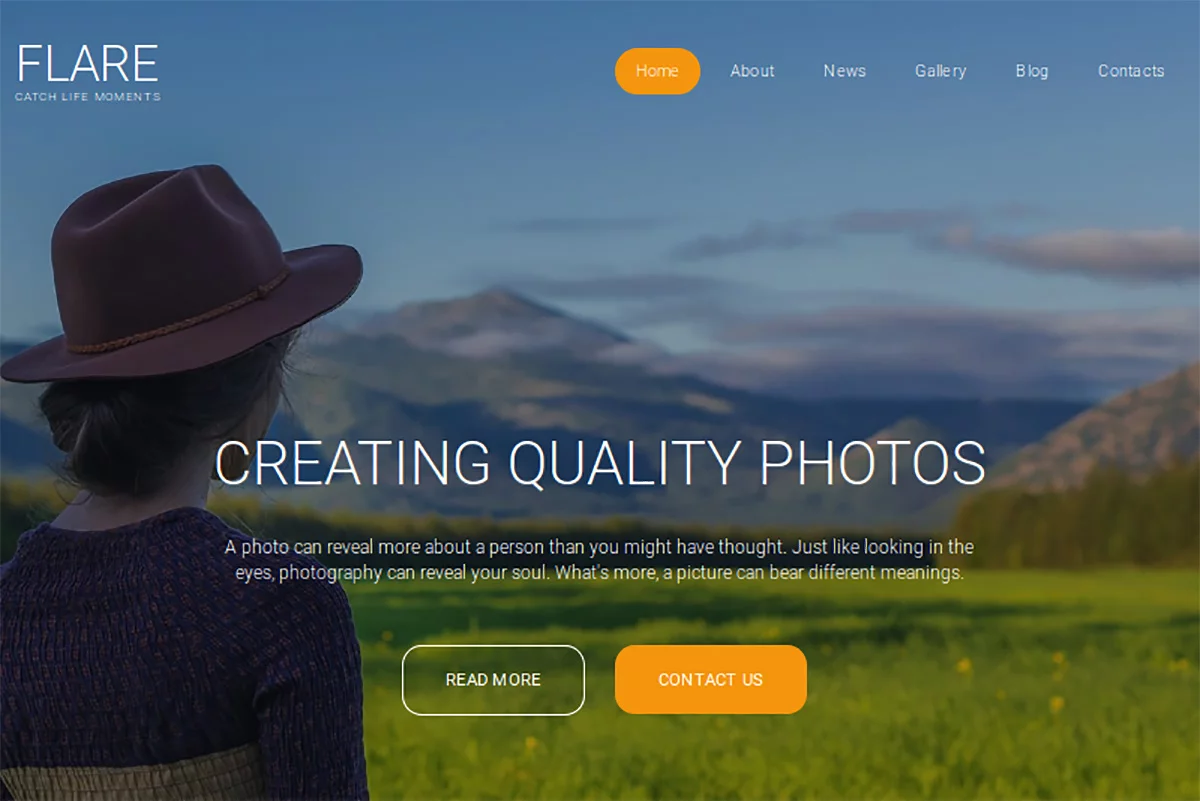 FLARE
CATCH LIFE MOMENTS
Home About News Gallery Blog Contacts
CREATING QUALITY PHOTOS
A photo can reveal more about a person than you might have thought. Just like looking in the
eyes, photography can reveal your soul. What's more, a picture can bear different meanings.
READ MORE CONTACT US